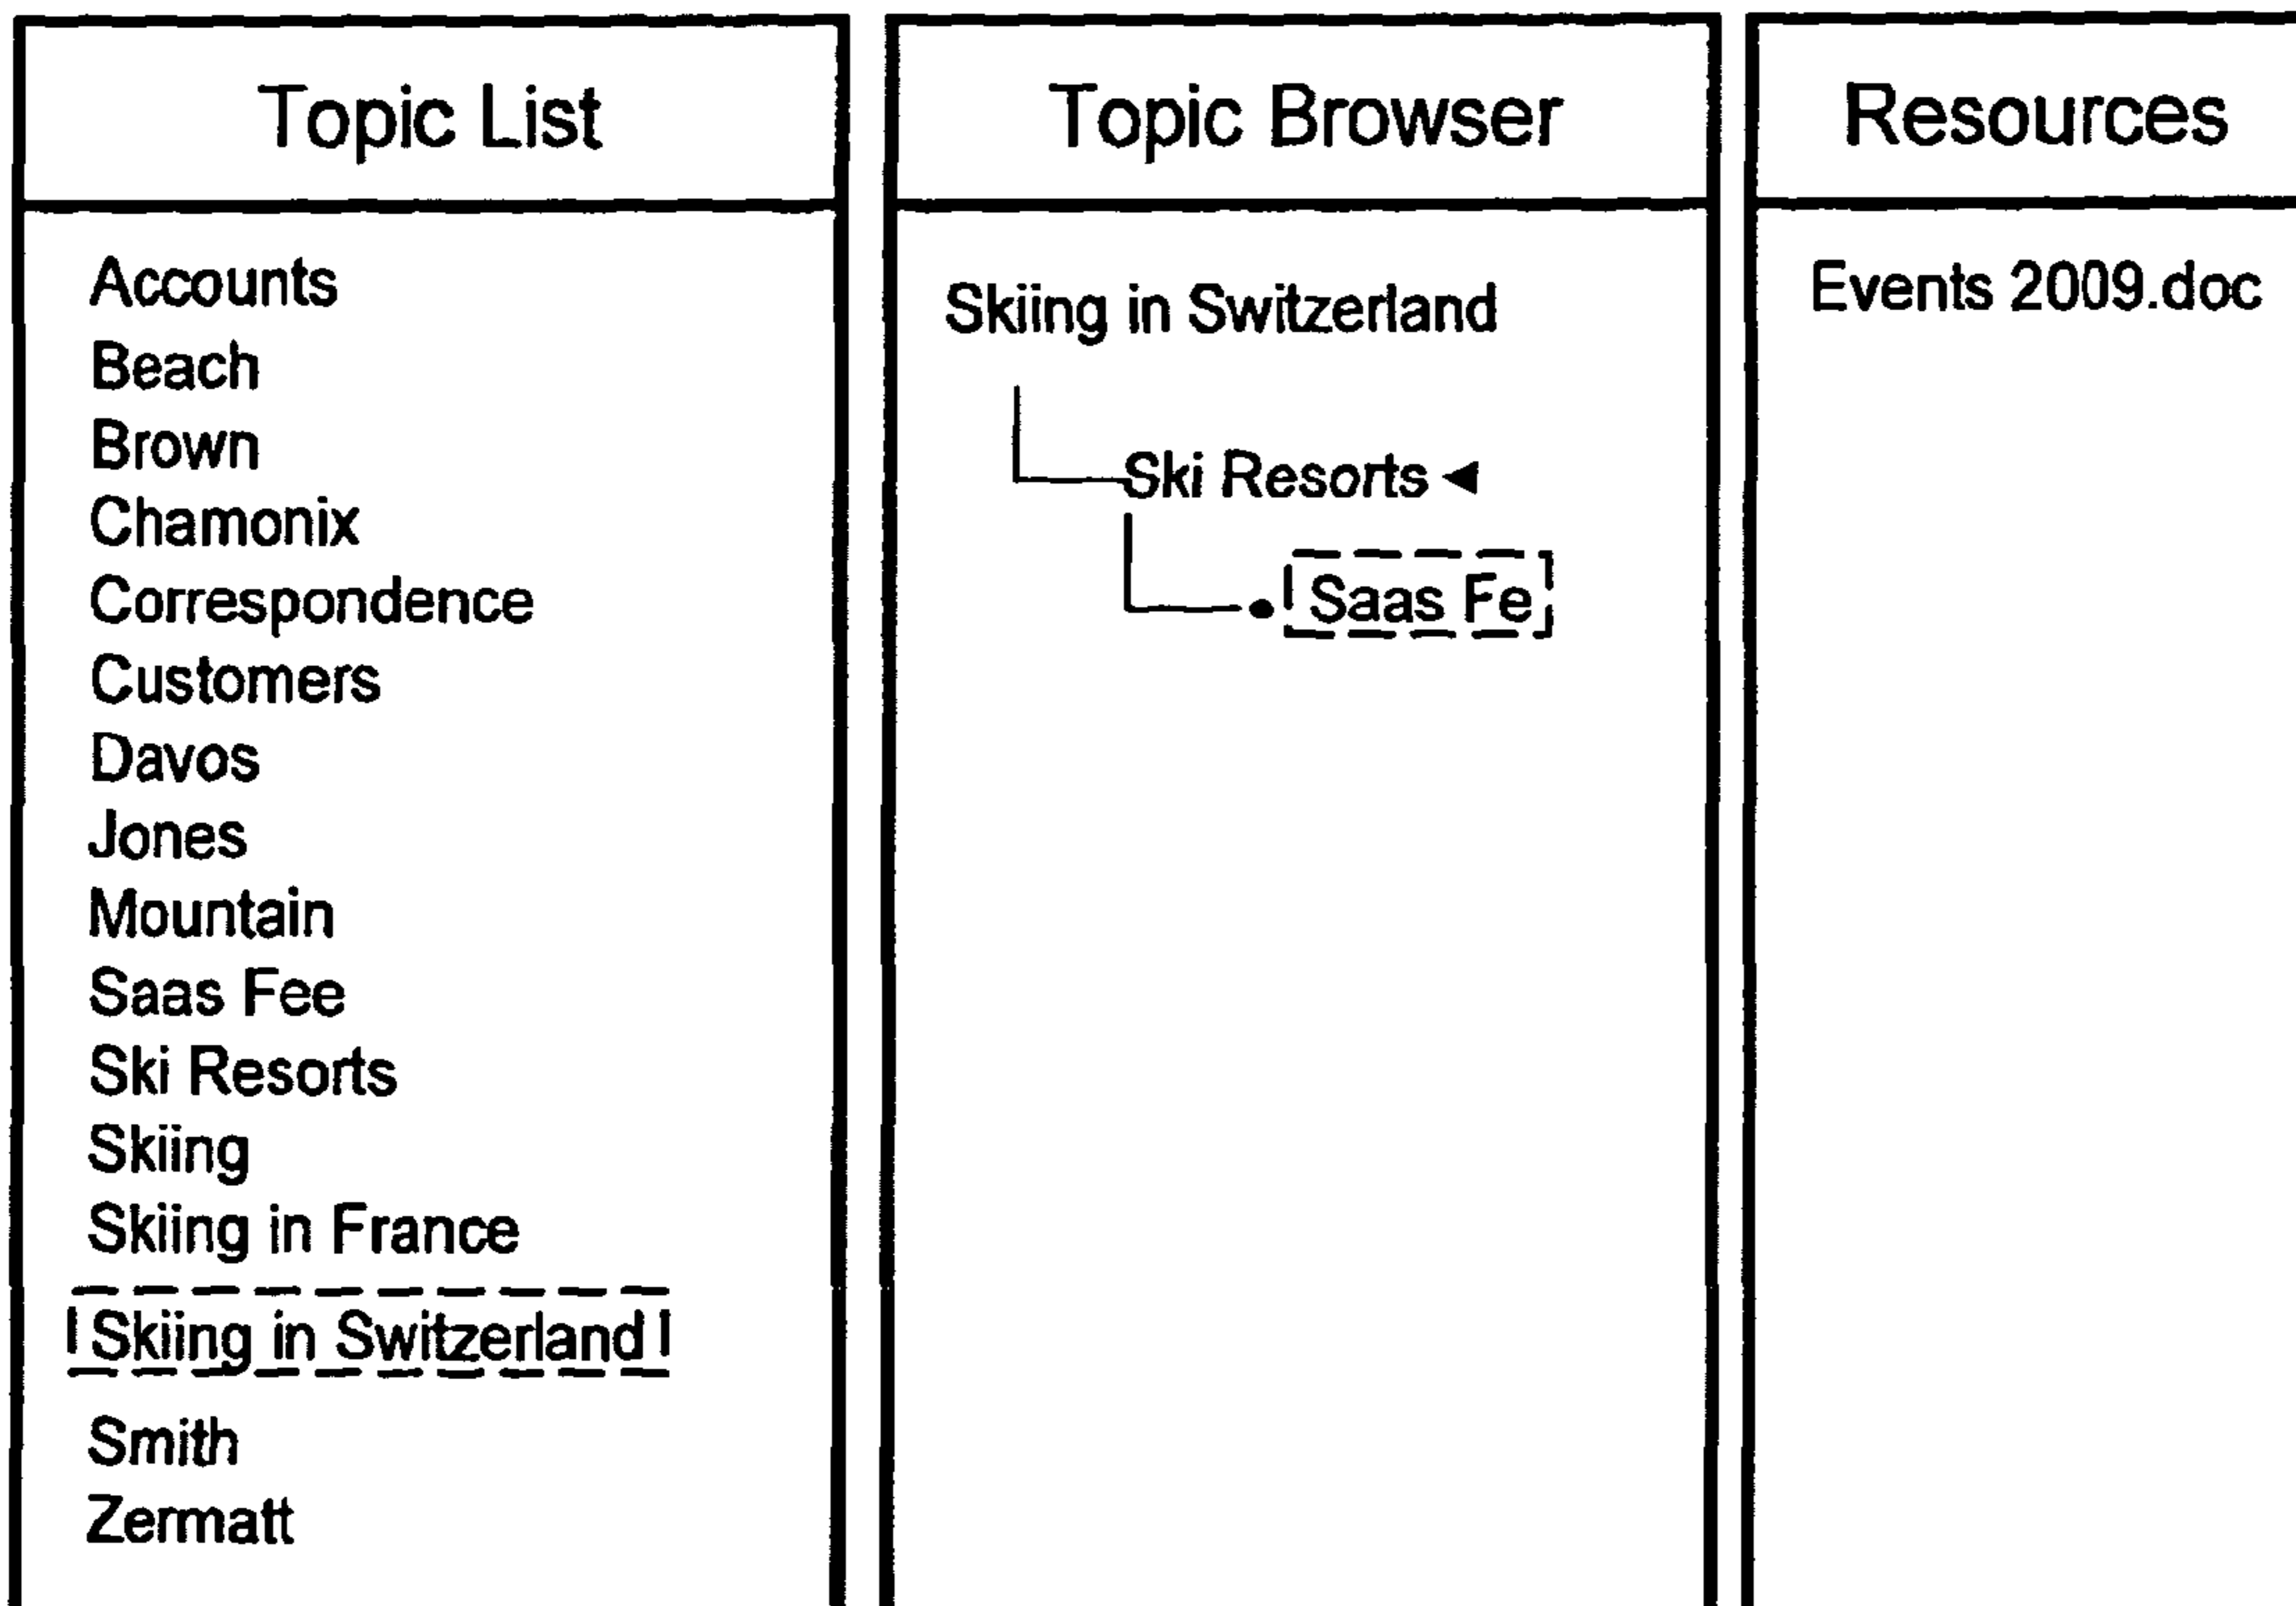 Topic List
Accounts
Beach
Brown
Chamonix
Correspondence
Customers
Davos
Jones
Mountain
Saas Fee
Ski Resorts
Skiing
Skiing in France
Skiing in Switzerland
Smith
Zermatt
Topic Browser
Skiing in Switzerland
Ski Resorts
Saas Fe
Resources
Events 2009.doc